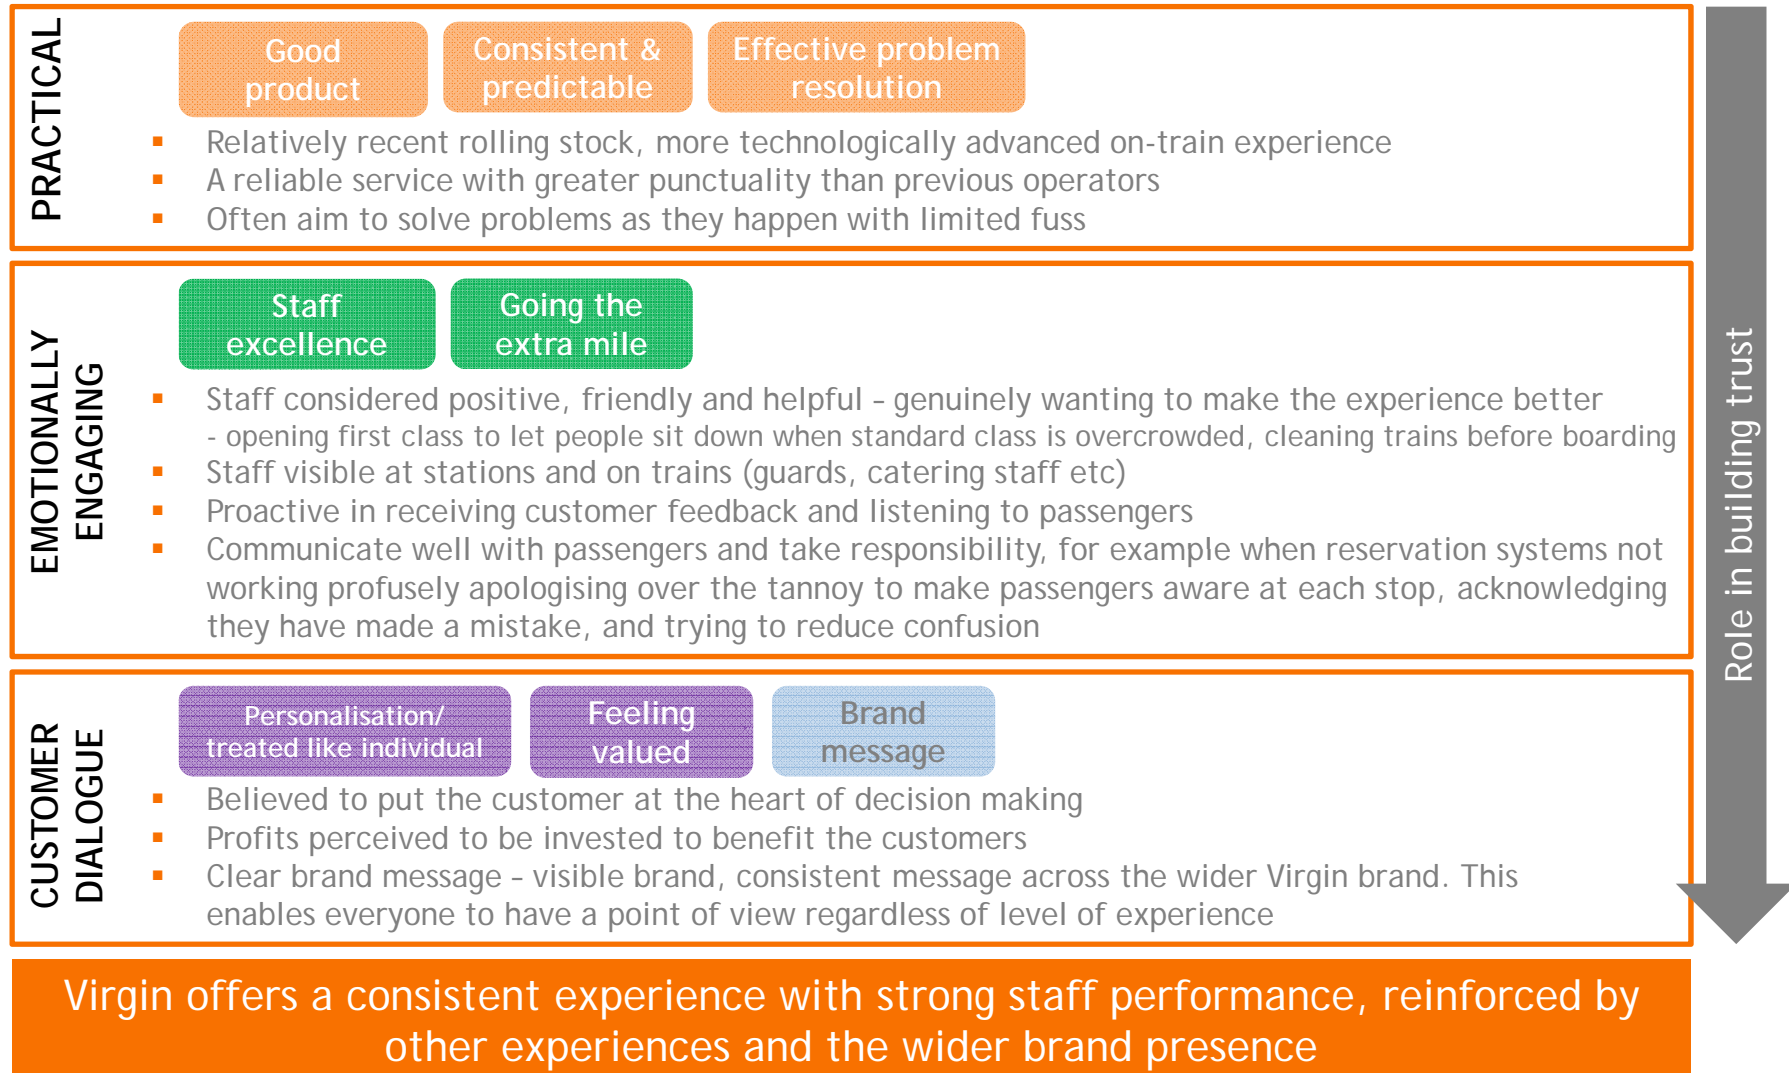 PRACTICAL
Good
product
Consistent &
predictable
Effective problem
resolution
▪ Relatively recent rolling stock, more technologically advanced on-train experience
▪ A reliable service with greater punctuality than previous operators
▪ Often aim to solve problems as they happen with limited fuss
EMOTIONALLY
ENGAGING
Staff
excellence
Going the
extra mile
▪ Staff considered positive, friendly and helpful – genuinely wanting to make the experience better
- opening first class to let people sit down when standard class is overcrowded, cleaning trains before boarding
▪ Staff visible at stations and on trains (guards, catering staff etc)
▪ Proactive in receiving customer feedback and listening to passengers
▪ Communicate well with passengers and take responsibility, for example when reservation systems not
working profusely apologising over the tannoy to make passengers aware at each stop, acknowledging
they have made a mistake, and trying to reduce confusion
CUSTOMER
DIALOGUE
Personalisation/
treated like individual
Feeling
valued
Brand
message
▪ Believed to put the customer at the heart of decision making
▪ Profits perceived to be invested to benefit the customers
▪ Clear brand message – visible brand, consistent message across the wider Virgin brand. This
enables everyone to have a point of view regardless of level of experience
Role in building trust
Virgin offers a consistent experience with strong staff performance, reinforced by
other experiences and the wider brand presence